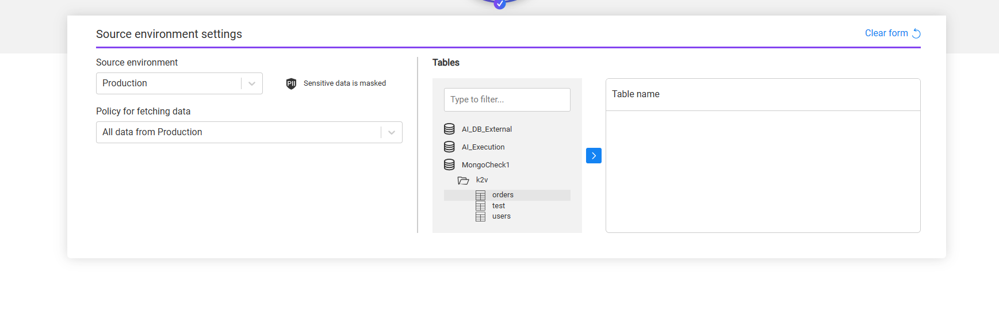 Source environment settings
Clear form
Source environment
Production
PII
Sensitive data is masked
Policy for fetching data
All data from Production
Tables
Type to filter...
AI_DB_External
AI_Execution
MongoCheck1
k2v
orders
test
users
Table name